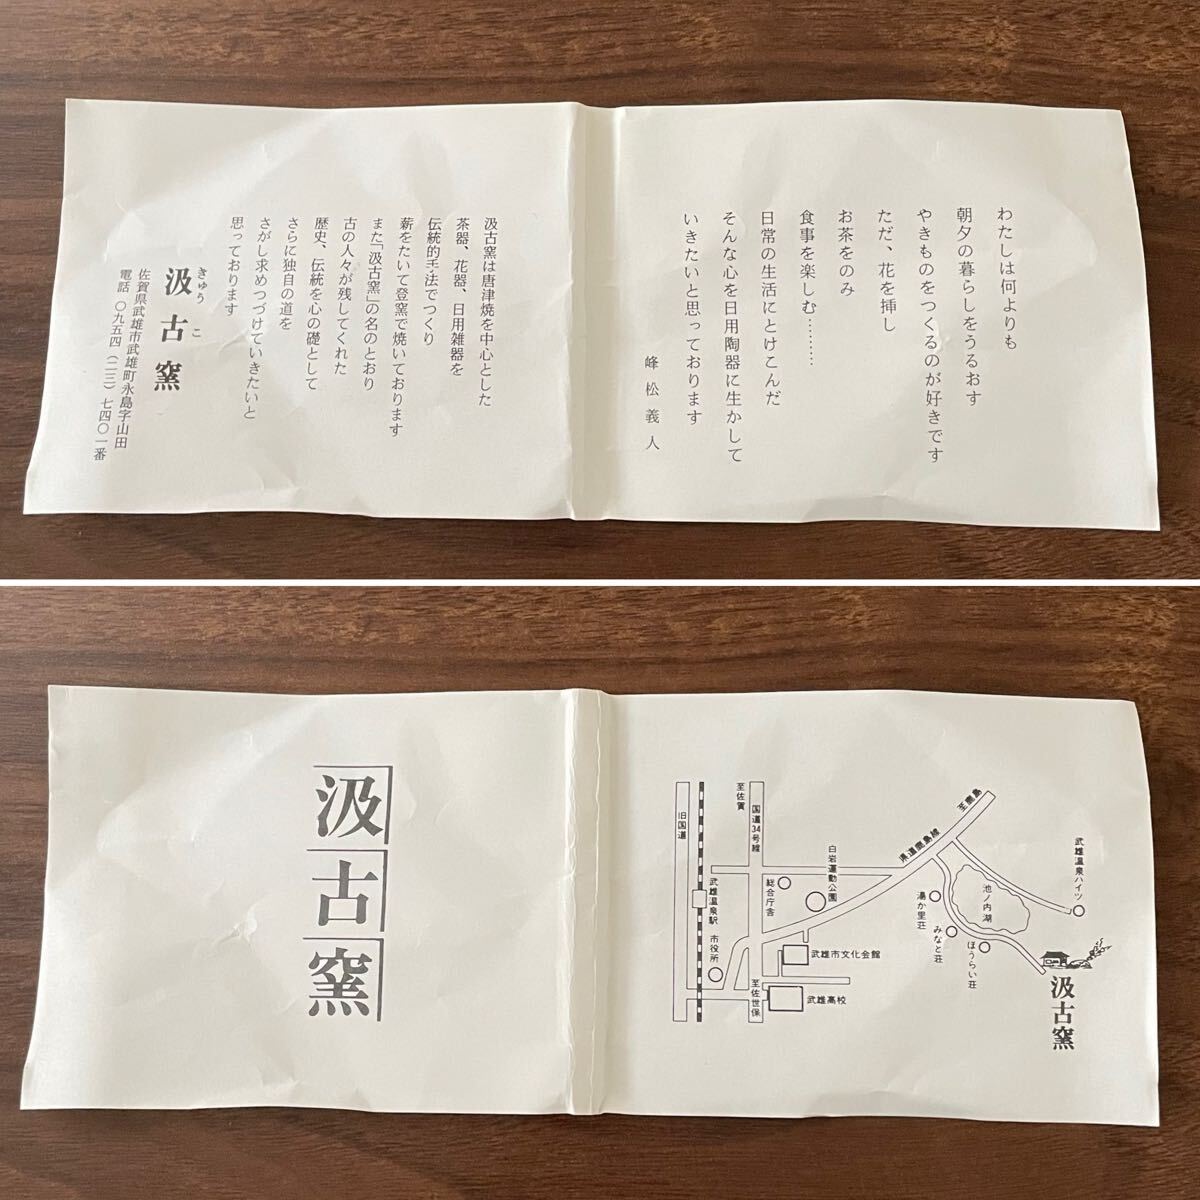 わたしは何よりも
朝夕の暮らしをうるおす
やきものをつくるのが好きです
ただ、花を挿し
お茶をのみ
食事を楽しむ………
日常の生活にとけこんだ
そんな心を日用陶器に生かして
いきたいと思っております
峰松義人
汲古窯は唐津焼を中心とした
茶器、花器、日用雑器を
伝統的手法でつくり
薪をたいて登窯で焼いております
また「汲古窯」の名のとおり
古の人々が残してくれた
歴史、伝統を心の礎として
さらに独自の道を
さがし求めつづけていきたいと
思っております
きゅうこ
汲古窯
佐賀県武雄市武雄町永島字山田
電話 〇九五四(二三)七四〇一番
汲古窯
至鹿島
県道鹿島線
武雄温泉ハイツ
池ノ内湖
湯か里荘
みなと荘
ほうらい荘
汲古窯
白岩運動公園
総合庁舎
国道34号線
至佐賀
旧国道
武雄温泉駅
市役所
至佐世保
武雄市文化会館
武雄高校